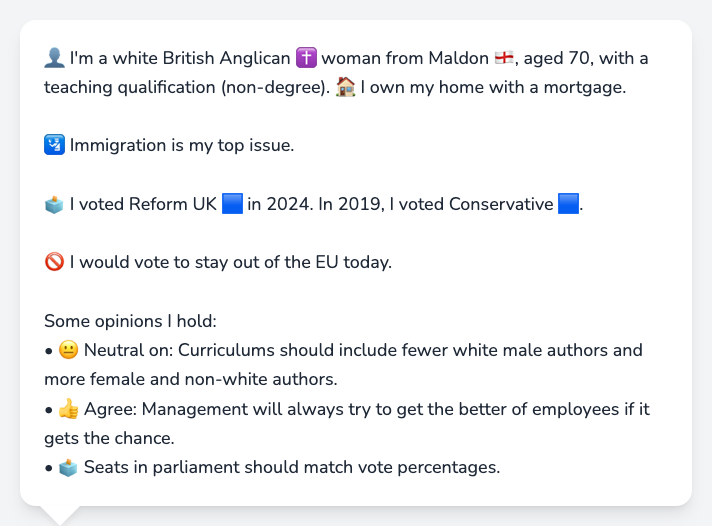 👤 I'm a white British Anglican ✝️ woman from Maldon 🏴󠁧󠁢󠁥󠁮󠁧󠁿, aged 70, with a
teaching qualification (non-degree). 🏠 I own my home with a mortgage.
🛂 Immigration is my top issue.
🗳️ I voted Reform UK 🟦 in 2024. In 2019, I voted Conservative 🟦.
🚫 I would vote to stay out of the EU today.
Some opinions I hold:
• 😐 Neutral on: Curriculums should include fewer white male authors and
more female and non-white authors.
• 👍 Agree: Management will always try to get the better of employees if it
gets the chance.
• 🗳️ Seats in parliament should match vote percentages.